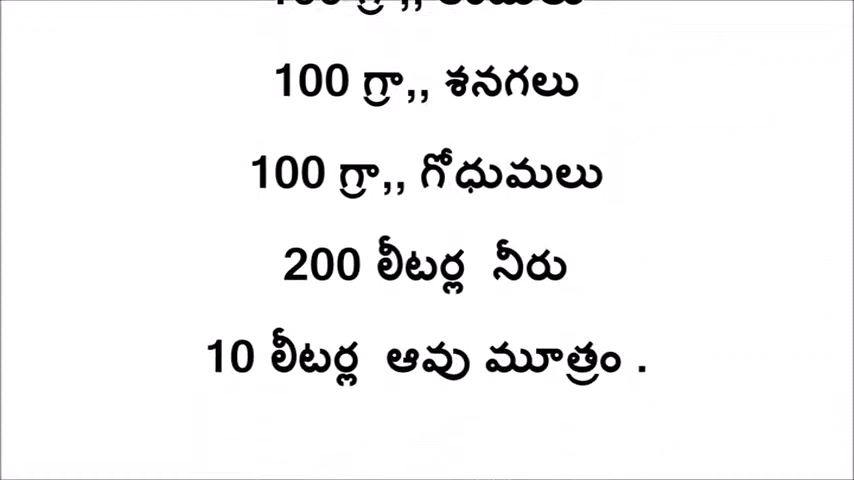 100 గ్రా,, శనగలు
100 గ్రా,, గోధుమలు
200 లీటర్ల నీరు
10 లీటర్ల ఆవు మూత్రం .